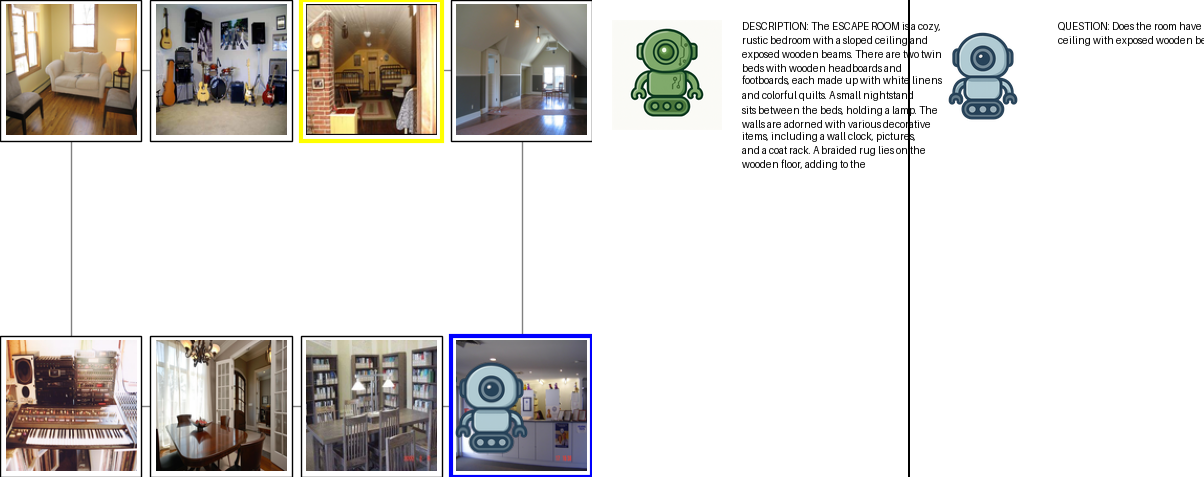 DESCRIPTION: The ESCAPE ROOM is a cozy,
rustic bedroom with a sloped ceiling and
exposed wooden beams. There are two twin
beds with wooden headboards and
footboards, each made up with white linens
and colorful quilts. A small nightstand
sits between the beds, holding a lamp. The
walls are adorned with various decorative
items, including a wall clock, pictures,
and a coat rack. A braided rug lies on the
wooden floor, adding to the
QUESTION: Does the room have
ceiling with exposed wooden be